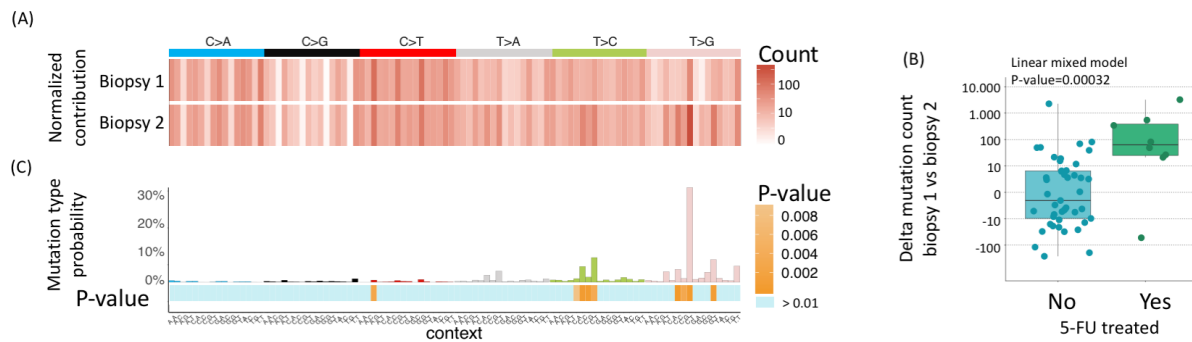 (A)
C>A C>G C>T T>A T>C T>G
Normalized
contribution
Biopsy 1
Biopsy 2
Count
100
10
0
(B)
Linear mixed model
P-value=0.00032
Delta mutation count
biopsy 1 vs biopsy 2
10.000
1.000
100
10
0
-10
-100
No Yes
5-FU treated
(C)
Mutation type
probability
30%
20%
10%
0%
P-value
context
P-value
0.008
0.006
0.004
0.002
> 0.01